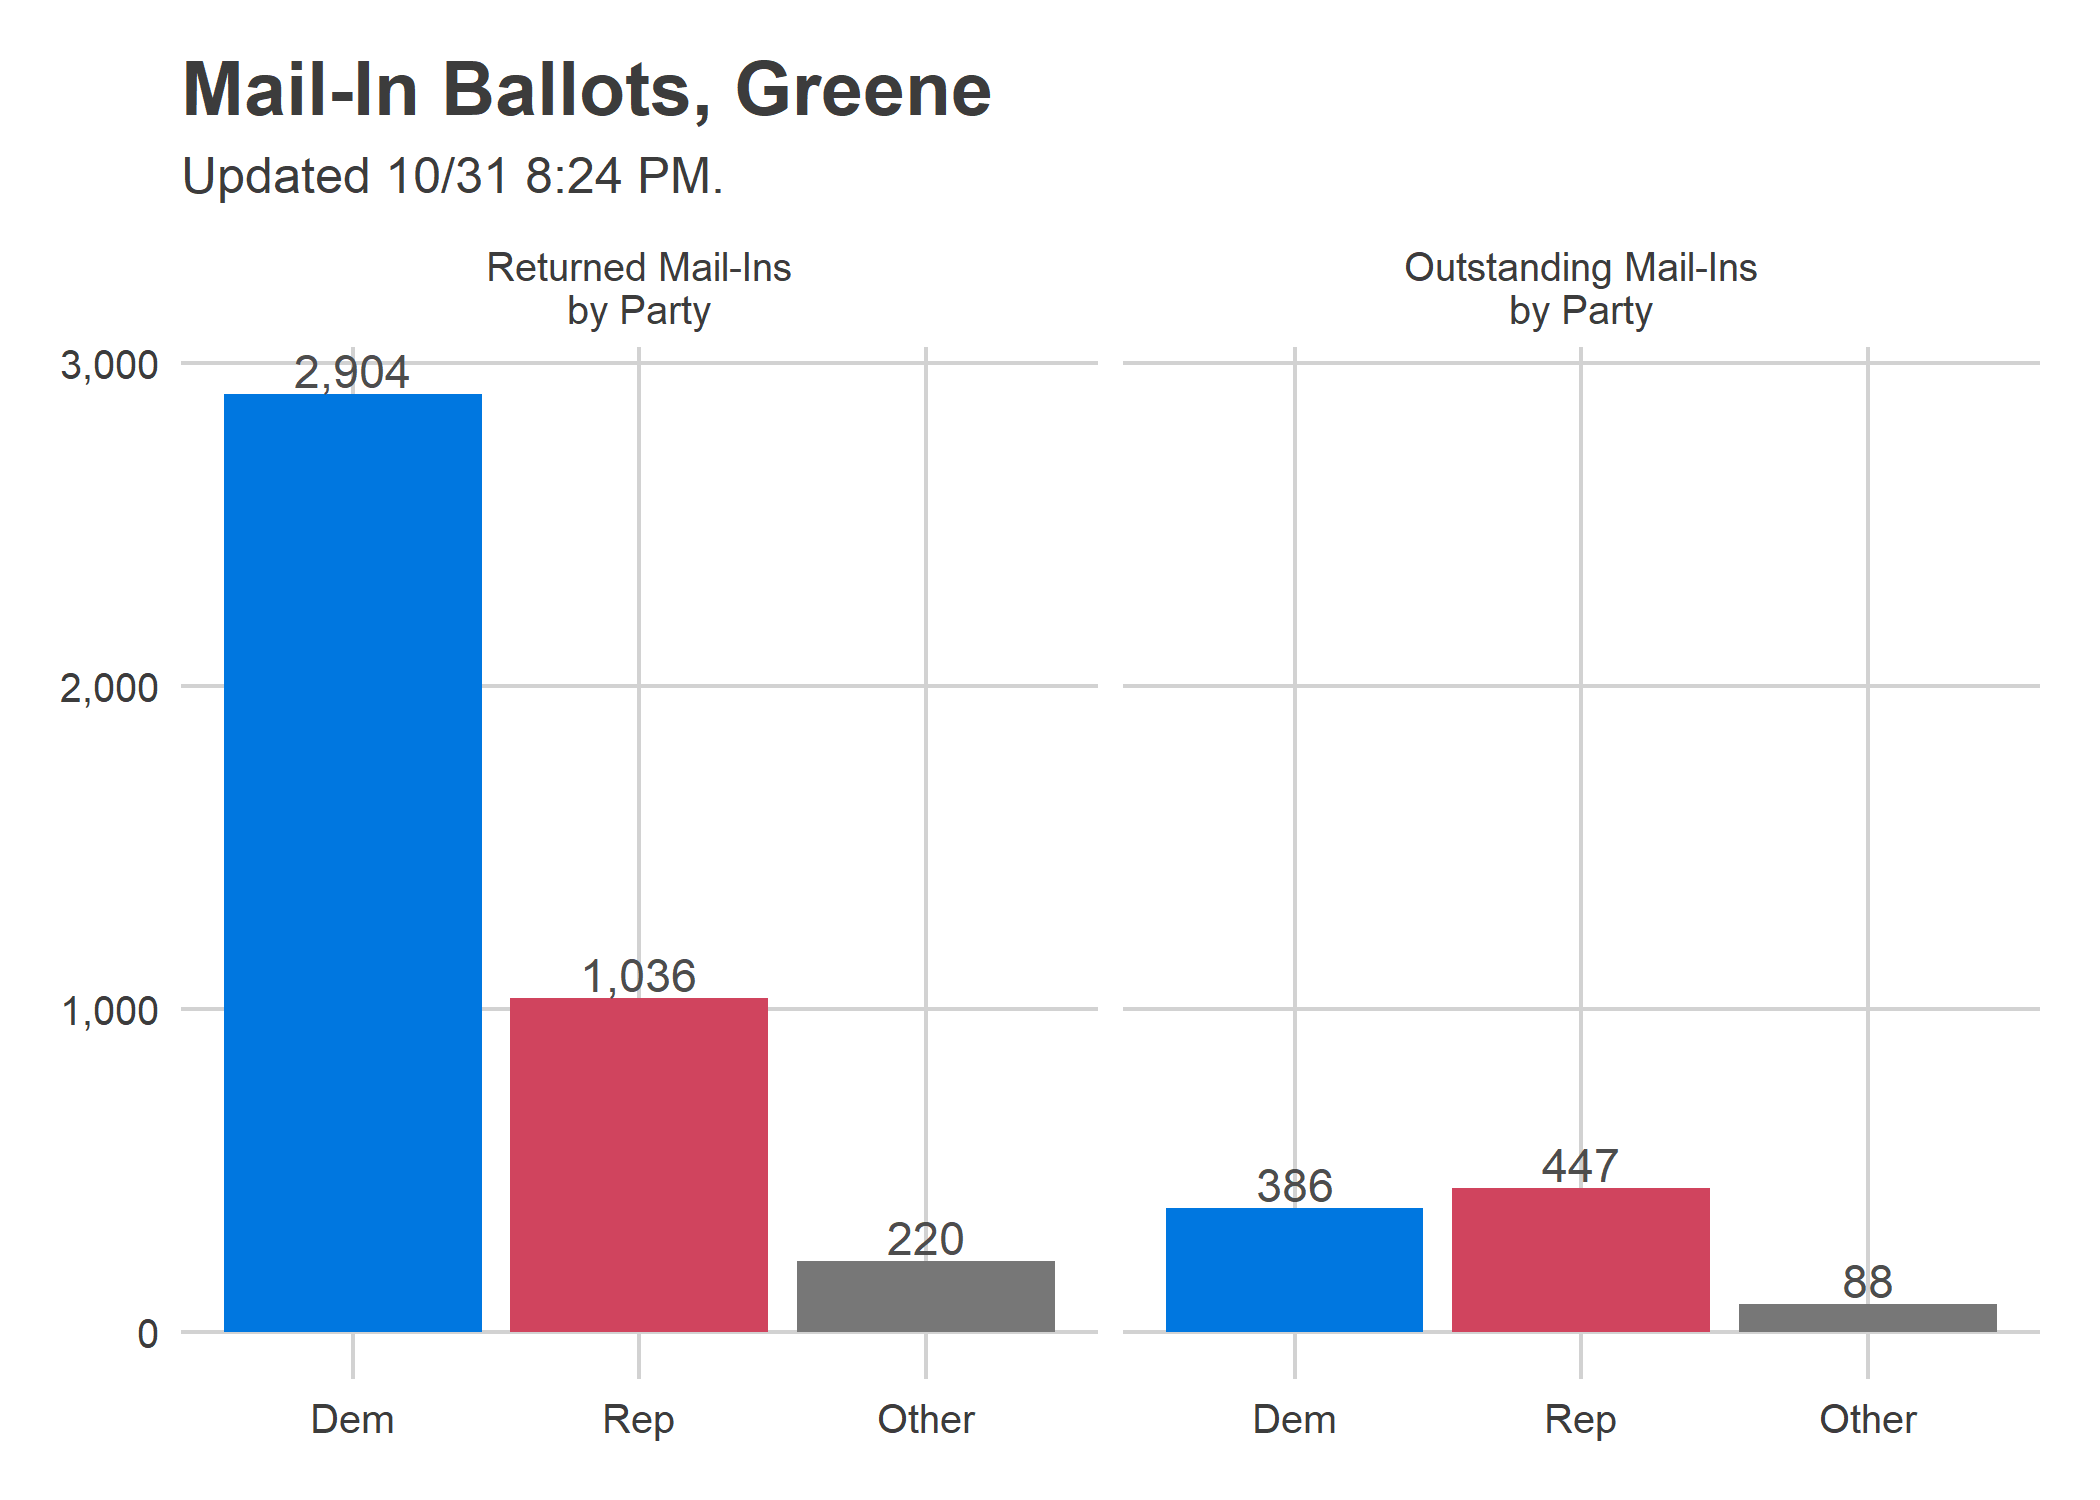 Mail-In Ballots, Greene
Updated 10/31 8:24 PM.
Returned Mail-Ins
by Party
Outstanding Mail-Ins
by Party
3,000
2,000
1,000
0
2,904
1,036
220
386
447
88
Dem
Rep
Other
Dem
Rep
Other